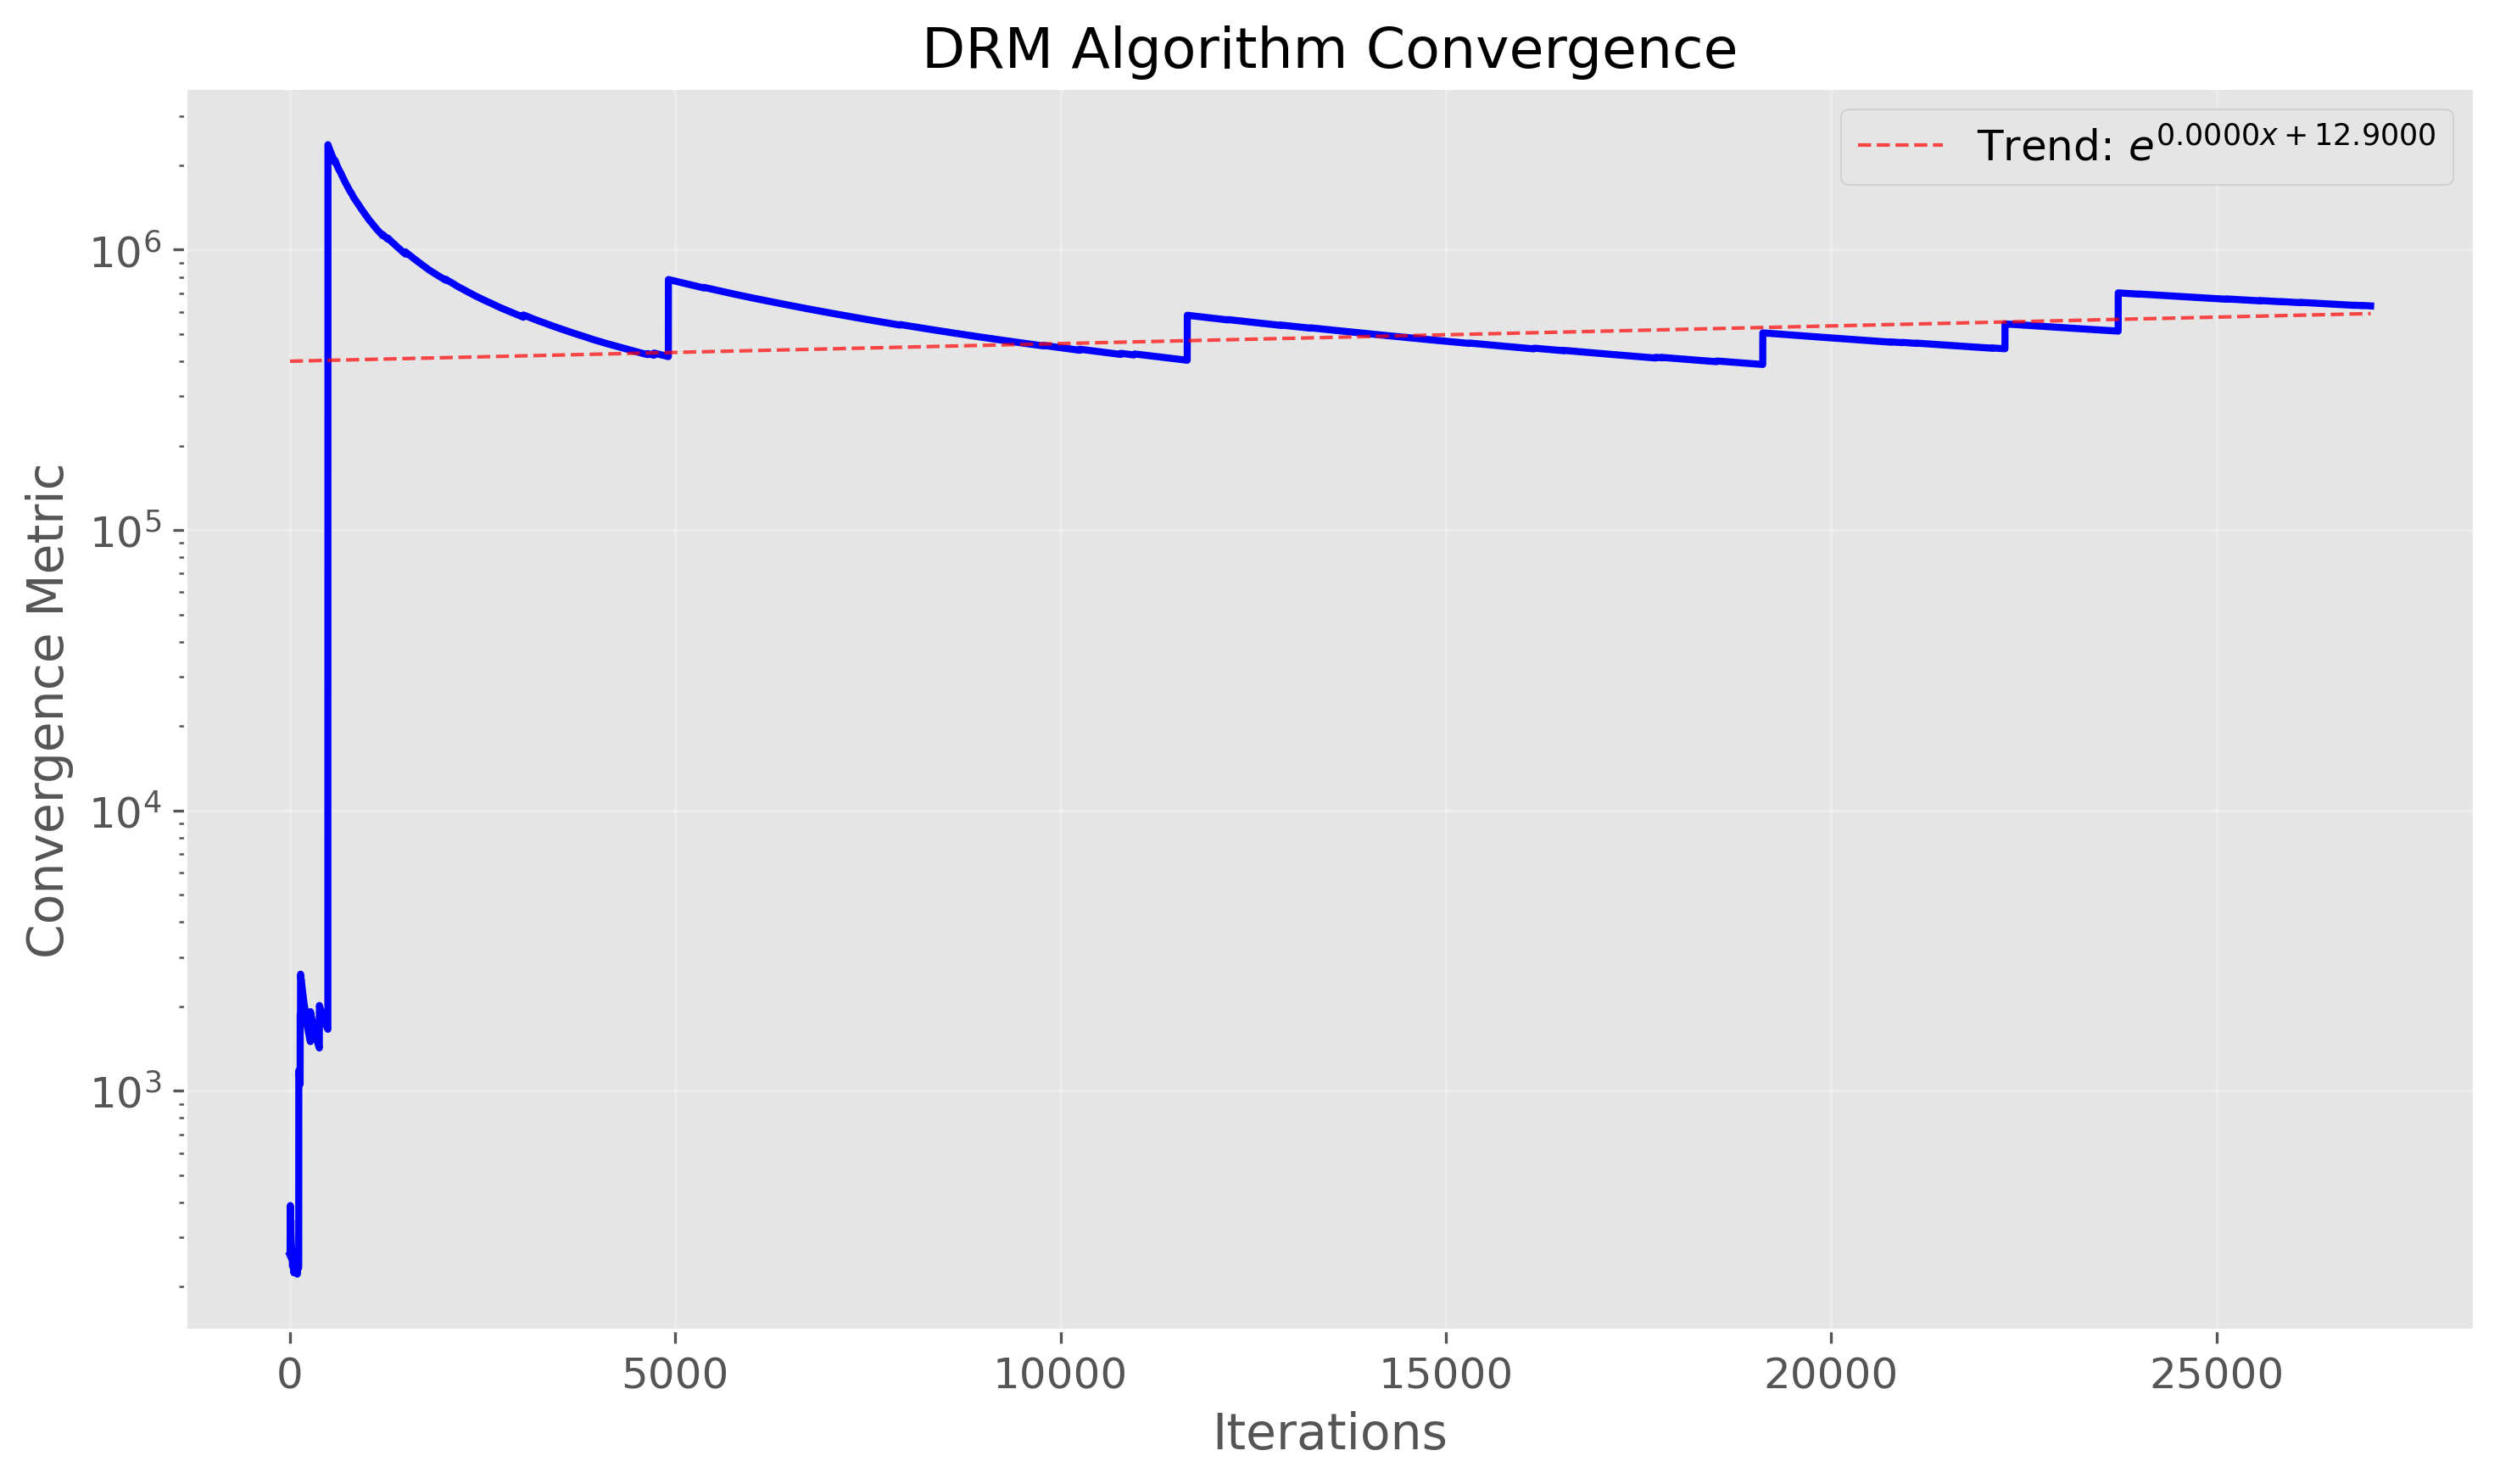 DRM Algorithm Convergence
Trend: e^{0.0000x + 12.9000}
Convergence Metric
10^6
10^5
10^4
10^3
0 5000 10000 15000 20000 25000
Iterations